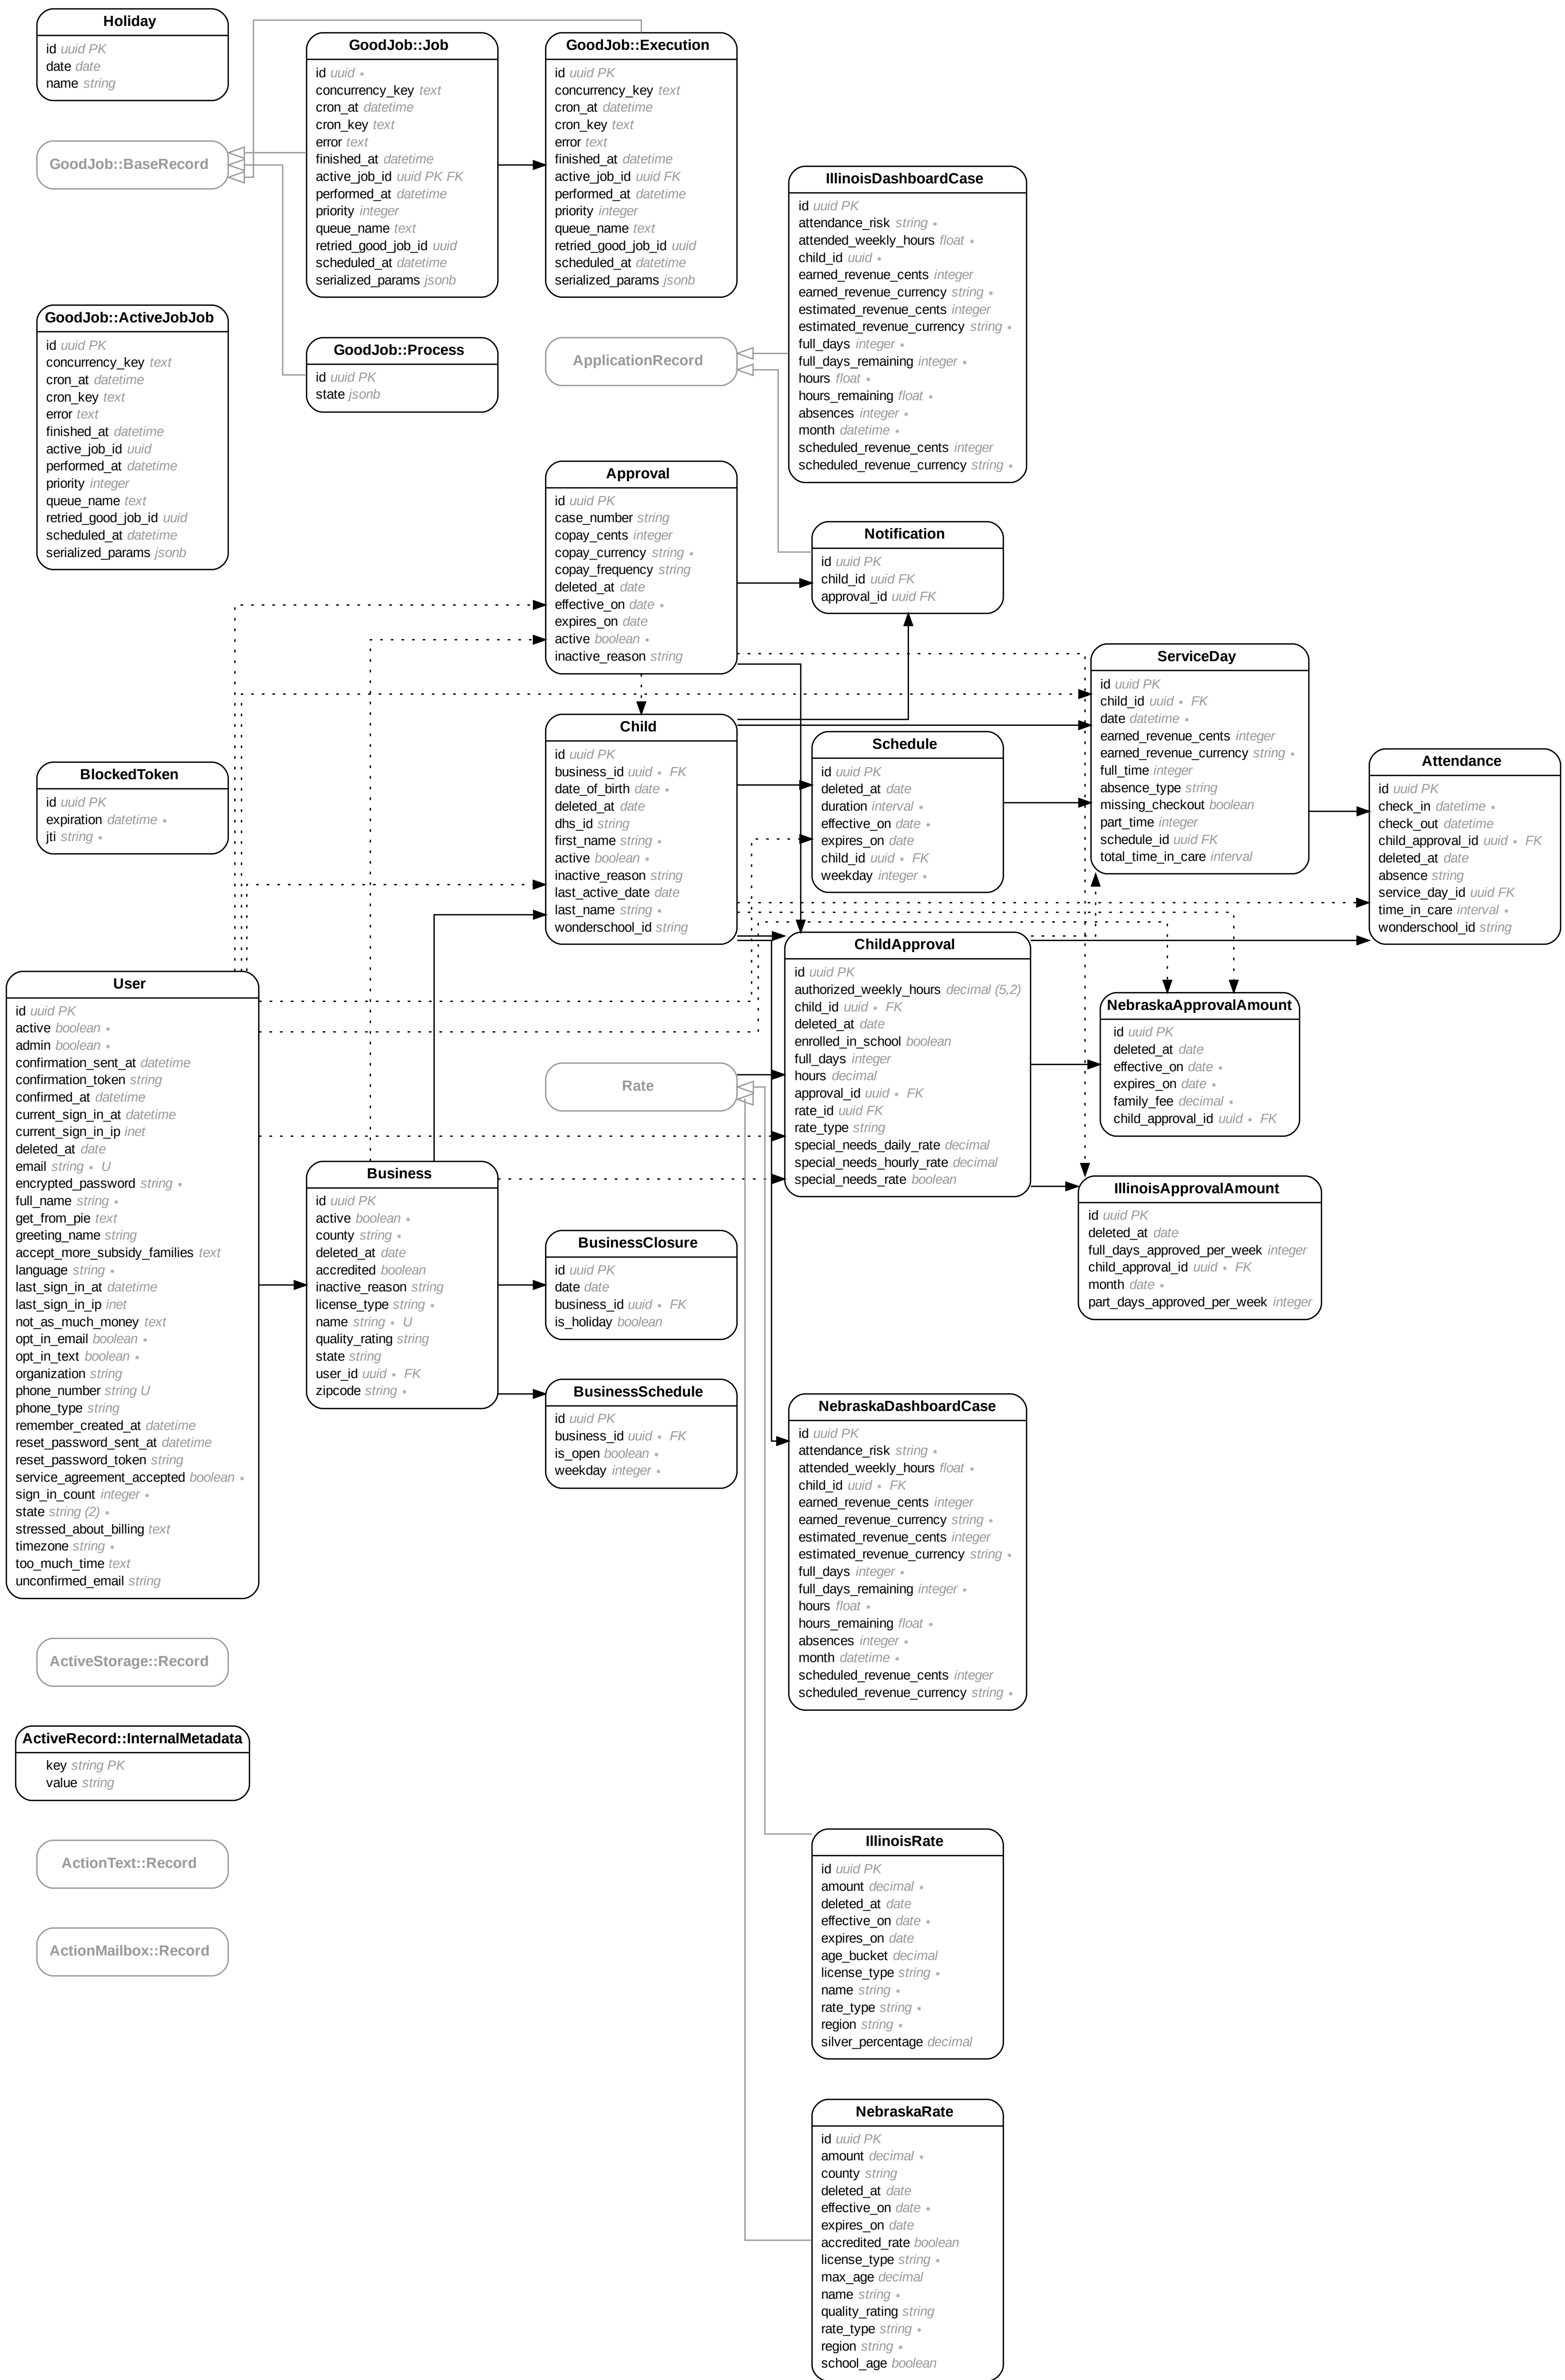 Holiday
id uuid PK
date date
name string
GoodJob::BaseRecord
GoodJob::ActiveJobJob
id uuid PK
concurrency_key text
cron_at datetime
cron_key text
error text
finished_at datetime
active_job_id uuid
performed_at datetime
priority integer
queue_name text
retried_good_job_id uuid
scheduled_at datetime
serialized_params jsonb
BlockedToken
id uuid PK
expiration datetime ∗
jti string ∗
User
id uuid PK
active boolean ∗
admin boolean ∗
confirmation_sent_at datetime
confirmation_token string
confirmed_at datetime
current_sign_in_at datetime
current_sign_in_ip inet
deleted_at date
email string ∗ U
encrypted_password string ∗
full_name string ∗
get_from_pie text
greeting_name string
accept_more_subsidy_families text
language string ∗
last_sign_in_at datetime
last_sign_in_ip inet
not_as_much_money text
opt_in_email boolean ∗
opt_in_text boolean ∗
organization string
phone_number string U
phone_type string
remember_created_at datetime
reset_password_sent_at datetime
reset_password_token string
service_agreement_accepted boolean ∗
sign_in_count integer ∗
state string (2) ∗
stressed_about_billing text
timezone string ∗
too_much_time text
unconfirmed_email string
ActiveStorage::Record
ActiveRecord::InternalMetadata
key string PK
value string
ActionText::Record
ActionMailbox::Record
GoodJob::Job
id uuid ∗
concurrency_key text
cron_at datetime
cron_key text
error text
finished_at datetime
active_job_id uuid PK FK
performed_at datetime
priority integer
queue_name text
retried_good_job_id uuid
scheduled_at datetime
serialized_params jsonb
GoodJob::Process
id uuid PK
state jsonb
Business
id uuid PK
active boolean ∗
county string ∗
deleted_at date
accredited boolean
inactive_reason string
license_type string ∗
name string ∗ U
quality_rating string
state string
user_id uuid ∗ FK
zipcode string ∗
GoodJob::Execution
id uuid PK
concurrency_key text
cron_at datetime
cron_key text
error text
finished_at datetime
active_job_id uuid FK
performed_at datetime
priority integer
queue_name text
retried_good_job_id uuid
scheduled_at datetime
serialized_params jsonb
ApplicationRecord
Approval
id uuid PK
case_number string
copay_cents integer
copay_currency string ∗
copay_frequency string
deleted_at date
effective_on date ∗
expires_on date
active boolean ∗
inactive_reason string
Child
id uuid PK
business_id uuid ∗ FK
date_of_birth date ∗
deleted_at date
dhs_id string
first_name string ∗
active boolean ∗
inactive_reason string
last_active_date date
last_name string ∗
wonderschool_id string
Rate
BusinessClosure
id uuid PK
date date
business_id uuid ∗ FK
is_holiday boolean
BusinessSchedule
id uuid PK
business_id uuid ∗ FK
is_open boolean ∗
weekday integer ∗
IllinoisDashboardCase
id uuid PK
attendance_risk string ∗
attended_weekly_hours float ∗
child_id uuid ∗
earned_revenue_cents integer
earned_revenue_currency string ∗
estimated_revenue_cents integer
estimated_revenue_currency string ∗
full_days integer ∗
full_days_remaining integer ∗
hours float ∗
hours_remaining float ∗
absences integer ∗
month datetime ∗
scheduled_revenue_cents integer
scheduled_revenue_currency string ∗
Notification
id uuid PK
child_id uuid FK
approval_id uuid FK
Schedule
id uuid PK
deleted_at date
duration interval ∗
effective_on date ∗
expires_on date
child_id uuid ∗ FK
weekday integer ∗
ChildApproval
id uuid PK
authorized_weekly_hours decimal (5,2)
child_id uuid ∗ FK
deleted_at date
enrolled_in_school boolean
full_days integer
hours decimal
approval_id uuid ∗ FK
rate_id uuid FK
rate_type string
special_needs_daily_rate decimal
special_needs_hourly_rate decimal
special_needs_rate boolean
NebraskaDashboardCase
id uuid PK
attendance_risk string ∗
attended_weekly_hours float ∗
child_id uuid ∗ FK
earned_revenue_cents integer
earned_revenue_currency string ∗
estimated_revenue_cents integer
estimated_revenue_currency string ∗
full_days integer ∗
full_days_remaining integer ∗
hours float ∗
hours_remaining float ∗
absences integer ∗
month datetime ∗
scheduled_revenue_cents integer
scheduled_revenue_currency string ∗
IllinoisRate
id uuid PK
amount decimal ∗
deleted_at date
effective_on date ∗
expires_on date
age_bucket decimal
license_type string ∗
name string ∗
rate_type string ∗
region string ∗
silver_percentage decimal
NebraskaRate
id uuid PK
amount decimal ∗
county string
deleted_at date
effective_on date ∗
expires_on date
accredited_rate boolean
license_type string ∗
max_age decimal
name string ∗
quality_rating string
rate_type string ∗
region string ∗
school_age boolean
ServiceDay
id uuid PK
child_id uuid ∗ FK
date datetime ∗
earned_revenue_cents integer
earned_revenue_currency string ∗
full_time integer
absence_type string
missing_checkout boolean
part_time integer
schedule_id uuid FK
total_time_in_care interval
NebraskaApprovalAmount
id uuid PK
deleted_at date
effective_on date ∗
expires_on date ∗
family_fee decimal ∗
child_approval_id uuid ∗ FK
IllinoisApprovalAmount
id uuid PK
deleted_at date
full_days_approved_per_week integer
child_approval_id uuid ∗ FK
month date ∗
part_days_approved_per_week integer
Attendance
id uuid PK
check_in datetime ∗
check_out datetime
child_approval_id uuid ∗ FK
deleted_at date
absence string
service_day_id uuid FK
time_in_care interval ∗
wonderschool_id string